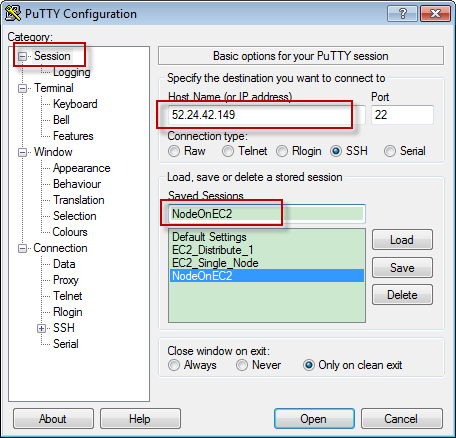 PuTTY Configuration
?
Category:
Session
Logging
Terminal
Keyboard
Bell
Features
Window
Appearance
Behaviour
Translation
Selection
Colours
Connection
Data
Proxy
Telnet
Rlogin
SSH
Serial
Basic options for your PuTTY session
Specify the destination you want to connect to
Host Name (or IP address) Port
52.24.42.149 22
Connection type:
Raw Telnet Rlogin SSH Serial
Load, save or delete a stored session
Saved Sessions
NodeOnEC2
Default Settings
EC2_Distribute_1
EC2_Single_Node
NodeOnEC2
Load
Save
Delete
Close window on exit:
Always Never Only on clean exit
About Help Open Cancel